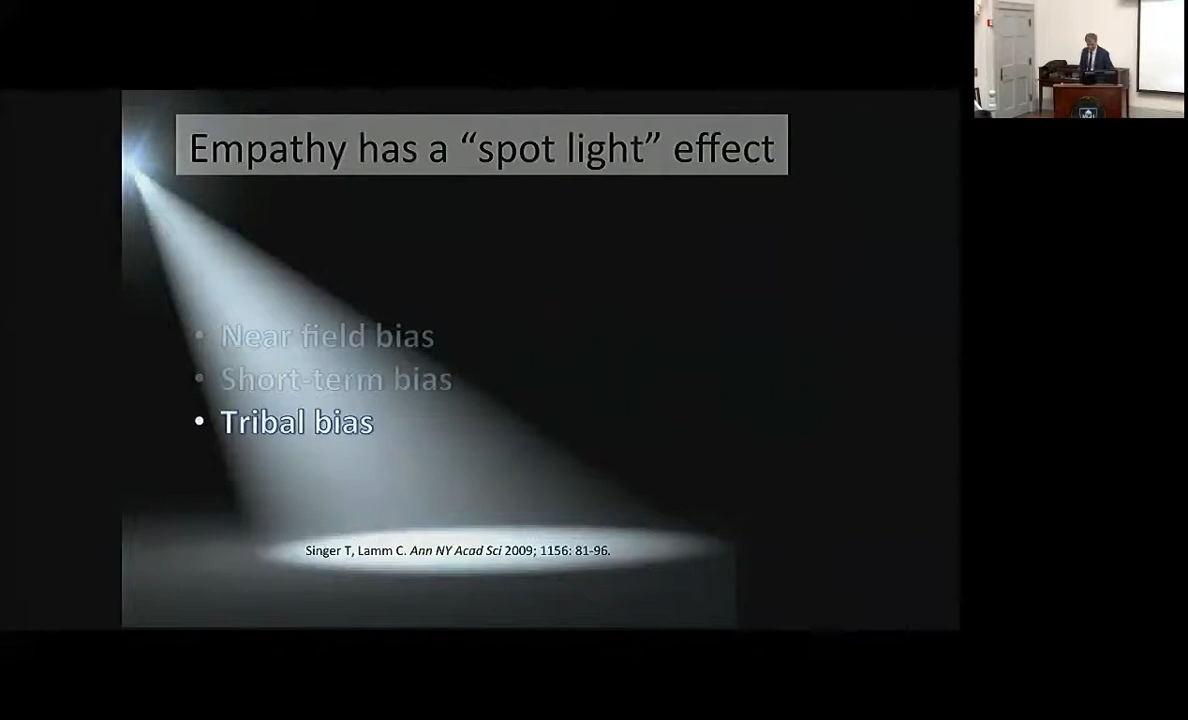 Empathy has a “spot light” effect
• Near field bias
• Short-term bias
• Tribal bias
Singer T, Lamm C. Ann NY Acad Sci 2009; 1156: 81-96.